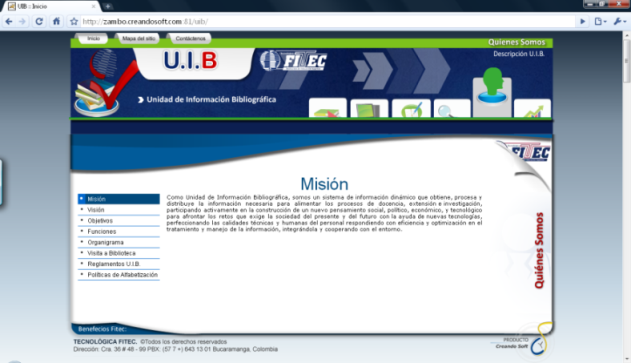 UIB :: Inicio
http://zambo.creandosoft.com:81/uib/
Inicio
Mapa del sitio
Contáctenos
Quienes Somos
Descripción U.I.B.
U.I.B
FITEC
Unidad de Información Bibliográfica
FITEC
Misión
Misión
Visión
Objetivos
Funciones
Organigrama
Visita a Biblioteca
Reglamentos U.I.B.
Políticas de Alfabetización
Como Unidad de Información Bibliográfica, somos un sistema de información dinámico que obtiene, procesa y
distribuye la información necesaria para alimentar los procesos de docencia, extensión e investigación,
participando activamente en la construcción de un nuevo pensamiento social, político, económico, y tecnológico
para afrontar los retos que exige la sociedad del presente y del futuro con la ayuda de nuevas tecnologías,
perfeccionando las calidades técnicas y humanas del personal respondiendo con eficiencia y optimización en el
tratamiento y manejo de la información, integrándola y cooperando con el entorno.
Quiénes Somos
Benefecios Fitec:
TECNOLÓGICA FITEC. ©Todos los derechos reservados
Dirección: Cra. 36 # 48 - 99 PBX: (57 7 +) 643 13 01 Bucaramanga, Colombia
PRODUCTO
Creando Soft